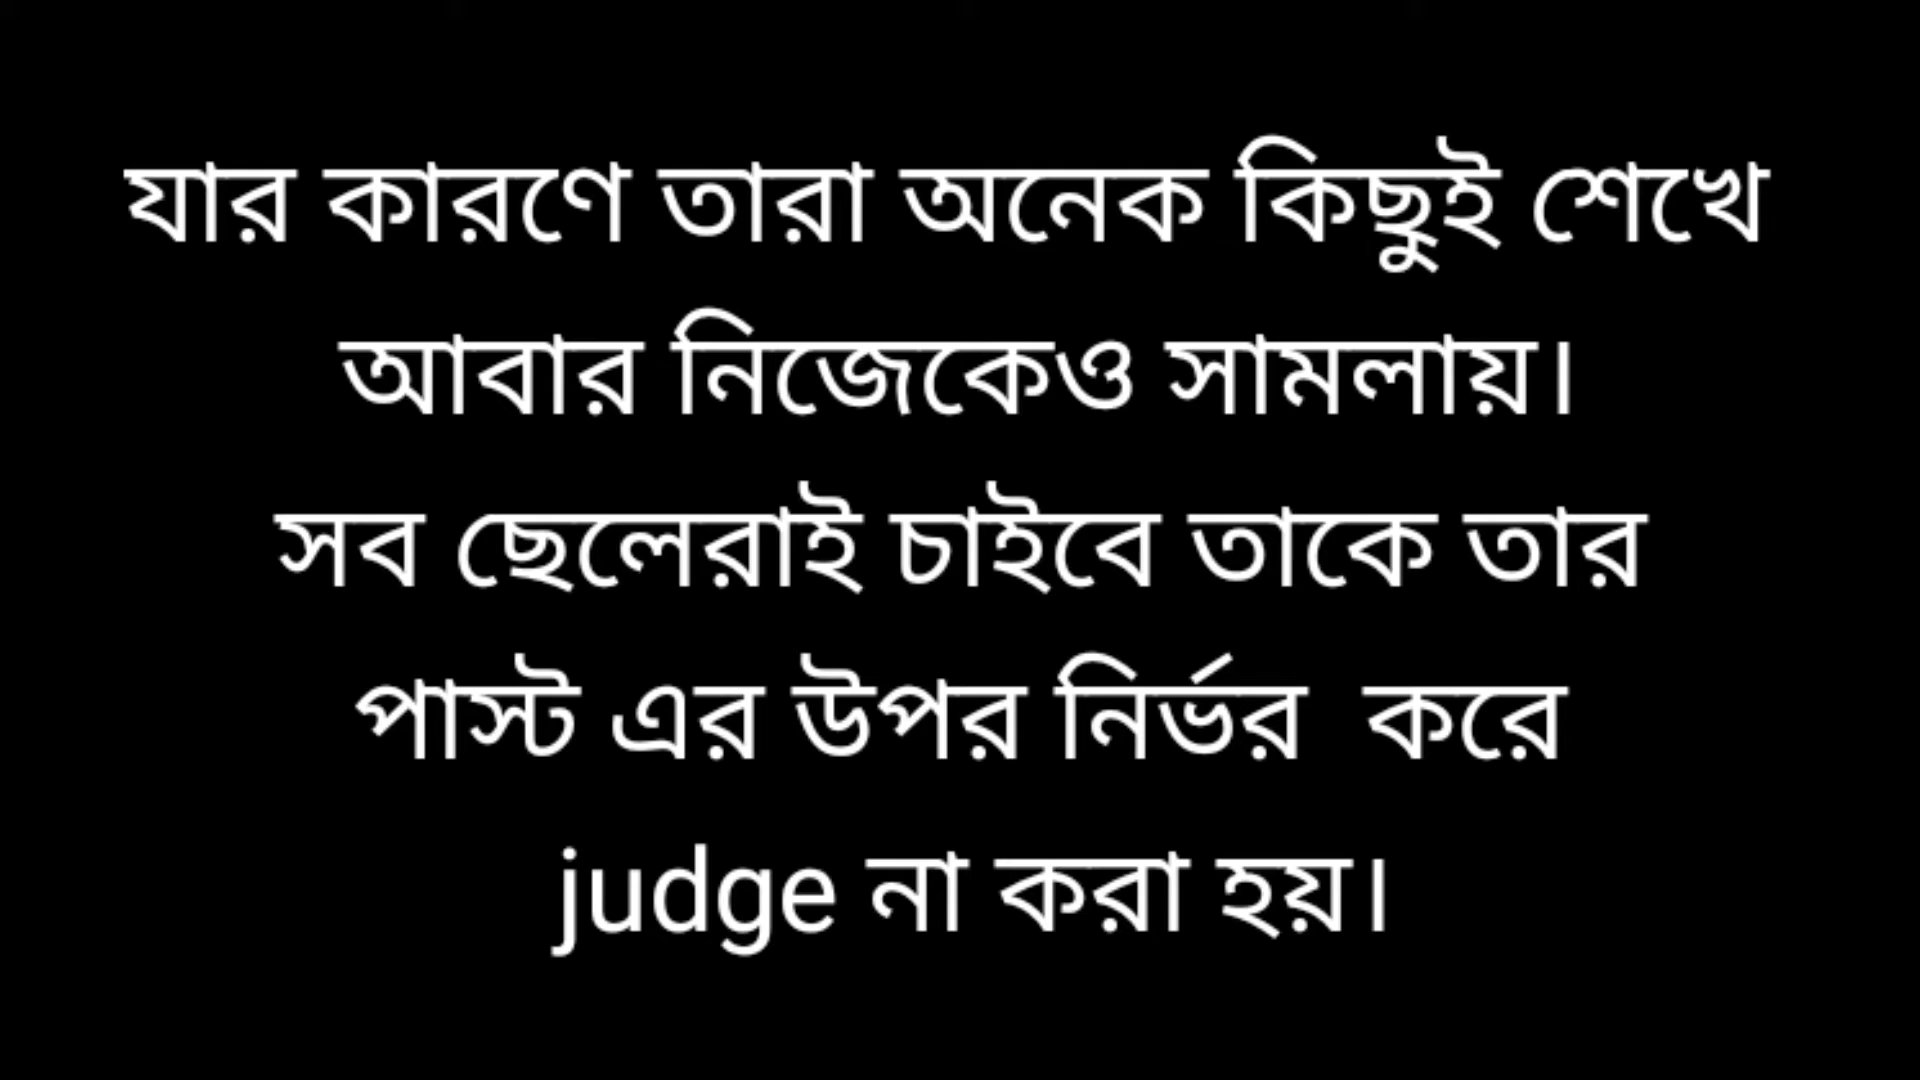 যার কারণে তারা অনেক কিছুই শেখে
আবার নিজেকেও সামলায়।
সব ছেলেরাই চাইবে তাকে তার
পাস্ট এর উপর নির্ভর  করে
judge না করা হয়।